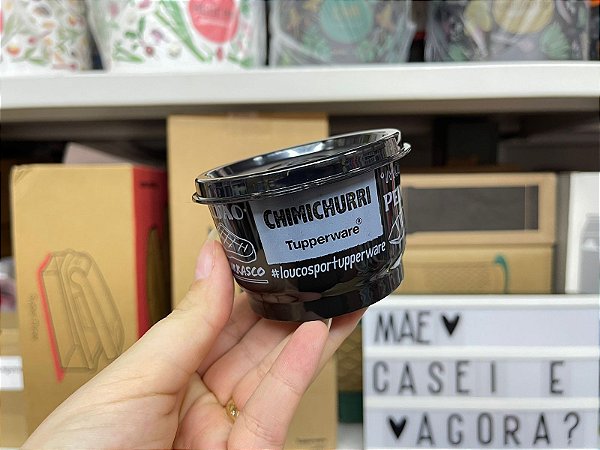 CHIMICHURRI
Tupperware®
#loucosportupperware
MAE ♥
CASEI E
♥ AGORA?